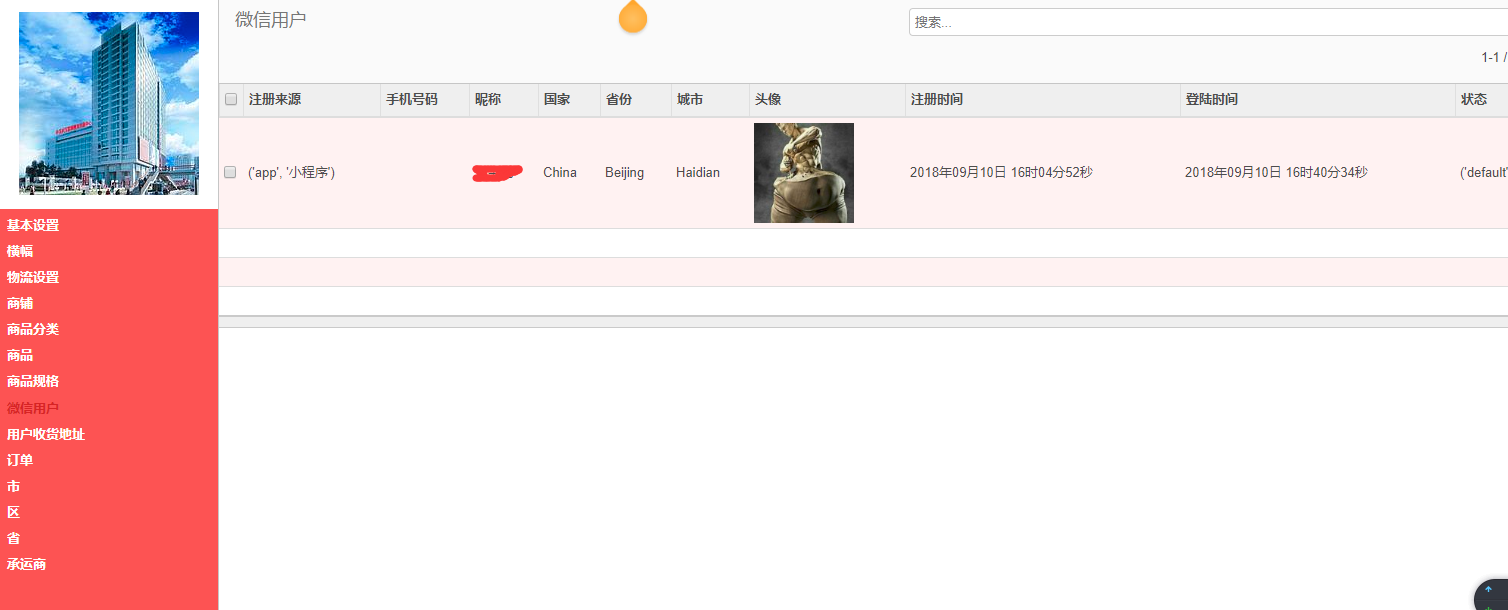 微信用户
搜索...
1-1 /
注册来源 手机号码 昵称 国家 省份 城市 头像 注册时间 登陆时间 状态
('app', '小程序') China Beijing Haidian 2018年09月10日 16时04分52秒 2018年09月10日 16时40分34秒 ('default'
基本设置
横幅
物流设置
商铺
商品分类
商品
商品规格
微信用户
用户收货地址
订单
市
区
省
承运商